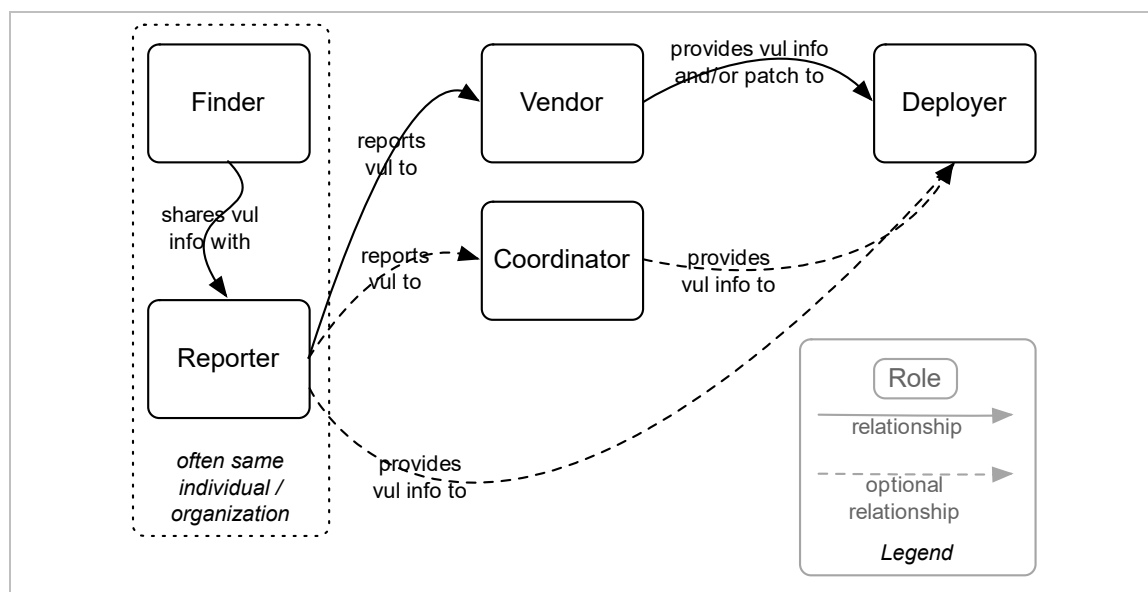 Finder
shares vul
info with
Reporter
often same
individual /
organization
reports
vul to
Vendor
provides vul info
and/or patch to
Deployer
reports
vul to
Coordinator
provides
vul info to
provides
vul info to
Role
relationship
optional
relationship
Legend